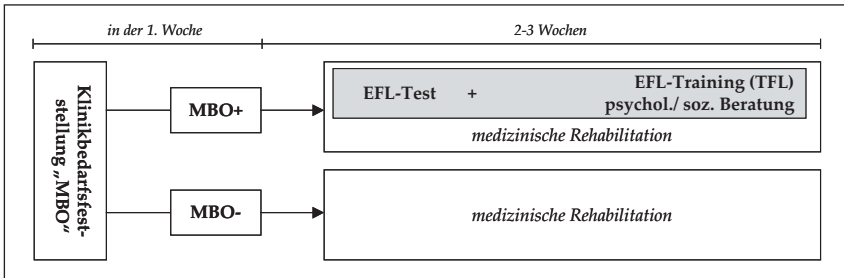 in der 1. Woche
2-3 Wochen
Klinikbedarfsfest-
stellung „MBO“
MBO+
EFL-Test + EFL-Training (TFL)
psychol./ soz. Beratung
medizinische Rehabilitation
MBO-
medizinische Rehabilitation